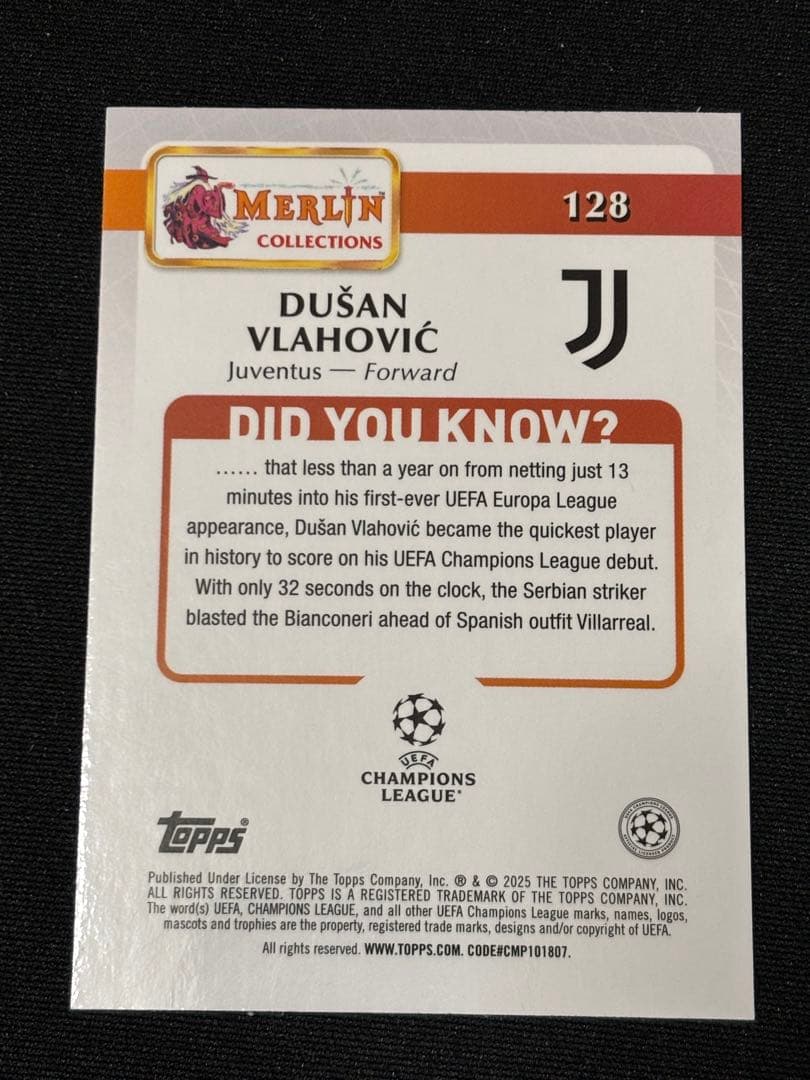 MERLIN™
COLLECTIONS
128
DUŠAN
VLAHOVIĆ
Juventus — Forward
DID YOU KNOW?
...... that less than a year on from netting just 13
minutes into his first-ever UEFA Europa League
appearance, Dušan Vlahović became the quickest player
in history to score on his UEFA Champions League debut.
With only 32 seconds on the clock, the Serbian striker
blasted the Bianconeri ahead of Spanish outfit Villarreal.
UEFA
CHAMPIONS
LEAGUE®
Topps®
Published Under License by The Topps Company, Inc. ® & © 2025 THE TOPPS COMPANY, INC.
ALL RIGHTS RESERVED. TOPPS IS A REGISTERED TRADEMARK OF THE TOPPS COMPANY, INC.
The word(s) UEFA, CHAMPIONS LEAGUE, and all other UEFA Champions League marks, names, logos,
mascots and trophies are the property, registered trade marks, designs and/or copyright of UEFA.
All rights reserved. WWW.TOPPS.COM. CODE#CMP101807.